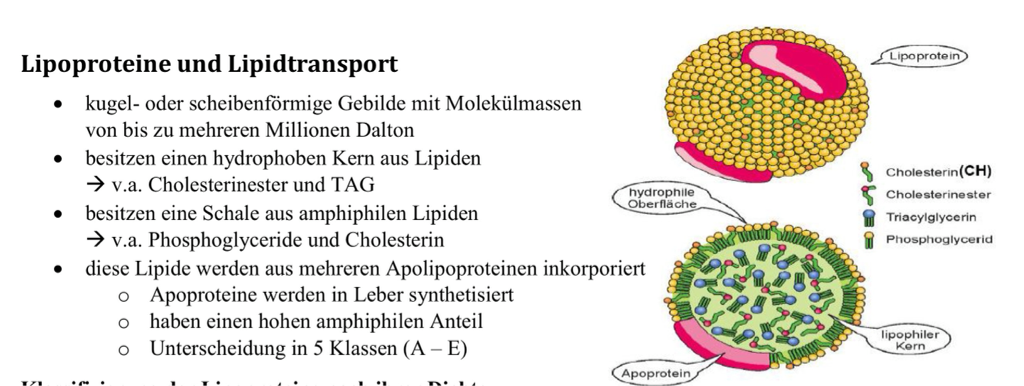 Lipoproteine und Lipidtransport
• kugel- oder scheibenförmige Gebilde mit Molekülmassen
von bis zu mehreren Millionen Dalton
• besitzen einen hydrophoben Kern aus Lipiden
→ v.a. Cholesterinester und TAG
• besitzen eine Schale aus amphiphilen Lipiden
→ v.a. Phosphoglyceride und Cholesterin
• diese Lipide werden aus mehreren Apolipoproteinen inkorporiert
o Apoproteine werden in Leber synthetisiert
o haben einen hohen amphiphilen Anteil
o Unterscheidung in 5 Klassen (A – E)
Lipoprotein
Cholesterin(CH)
Cholesterinester
Triacylglycerin
Phosphoglycerid
hydrophile
Oberfläche
lipophiler
Kern
Apoprotein